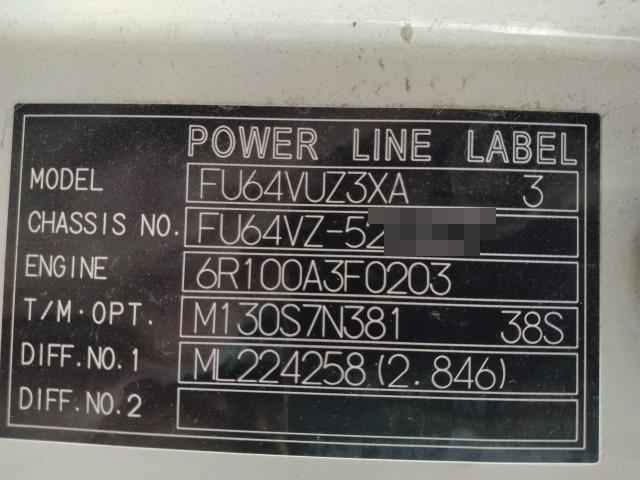 POWER LINE LABEL
MODEL FU64VUZ3XA 3
CHASSIS NO. FU64VZ-52
ENGINE 6R100A3F0203
T/M·OPT. M130S7N381 38S
DIFF.NO.1 ML224258(2.846)
DIFF.NO.2